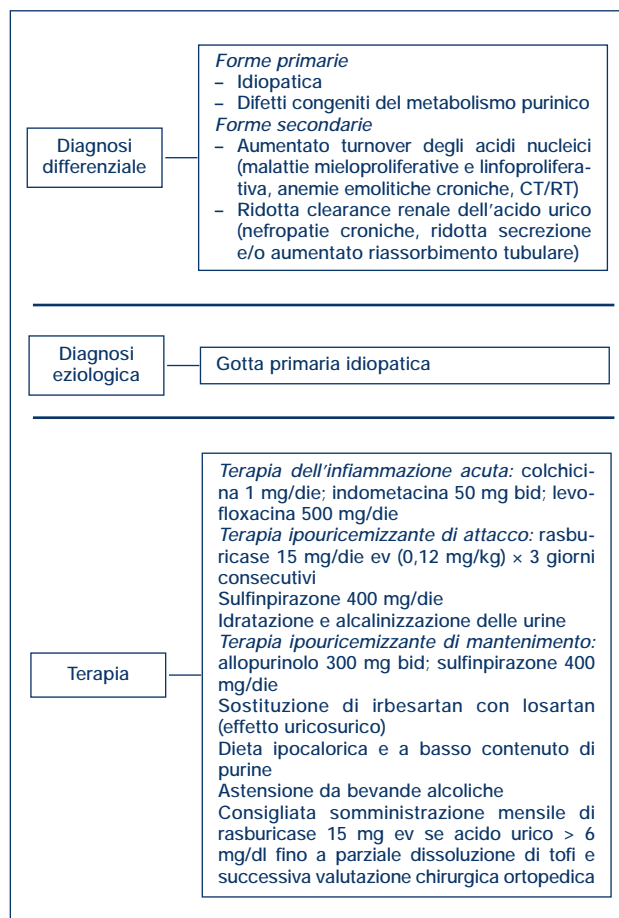 Diagnosi
differenziale
Forme primarie
– Idiopatica
– Difetti congeniti del metabolismo purinico
Forme secondarie
– Aumentato turnover degli acidi nucleici
(malattie mieloproliferative e linfoprolifera-
tiva, anemie emolitiche croniche, CT/RT)
– Ridotta clearance renale dell'acido urico
(nefropatie croniche, ridotta secrezione
e/o aumentato riassorbimento tubulare)
Diagnosi
eziologica
Gotta primaria idiopatica
Terapia
Terapia dell'infiammazione acuta: colchici-
na 1 mg/die; indometacina 50 mg bid; levo-
floxacina 500 mg/die
Terapia ipouricemizzante di attacco: rasbu-
ricase 15 mg/die ev (0,12 mg/kg) × 3 giorni
consecutivi
Sulfinpirazone 400 mg/die
Idratazione e alcalinizzazione delle urine
Terapia ipouricemizzante di mantenimento:
allopurinolo 300 mg bid; sulfinpirazone 400
mg/die
Sostituzione di irbesartan con losartan
(effetto uricosurico)
Dieta ipocalorica e a basso contenuto di
purine
Astensione da bevande alcoliche
Consigliata somministrazione mensile di
rasburicase 15 mg ev se acido urico > 6
mg/dl fino a parziale dissoluzione di tofi e
successiva valutazione chirurgica ortopedica